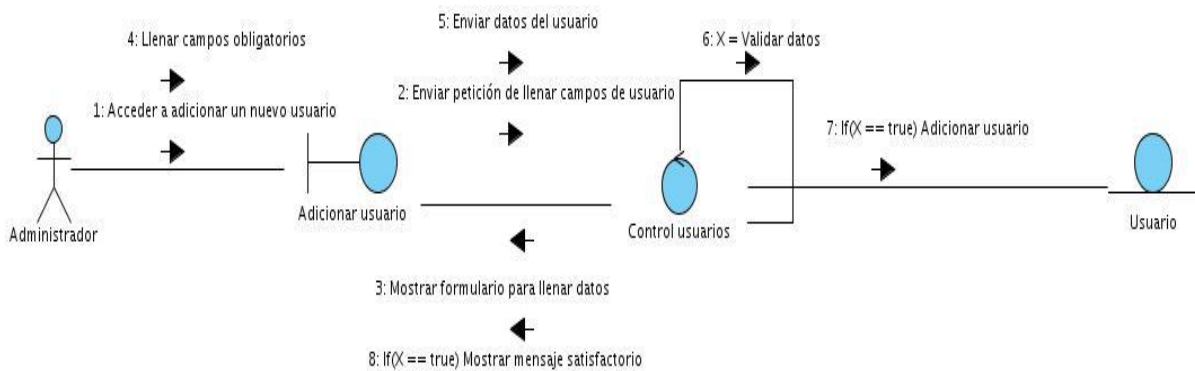 5: Enviar datos del usuario
4: Llenar campos obligatorios
6: X = Validar datos
2: Enviar petición de llenar campos de usuario
1: Acceder a adicionar un nuevo usuario
7: If(X == true) Adicionar usuario
Adicionar usuario
Control usuarios
Usuario
Administrador
3: Mostrar formulario para llenar datos
8: If(X == true) Mostrar mensaje satisfactorio